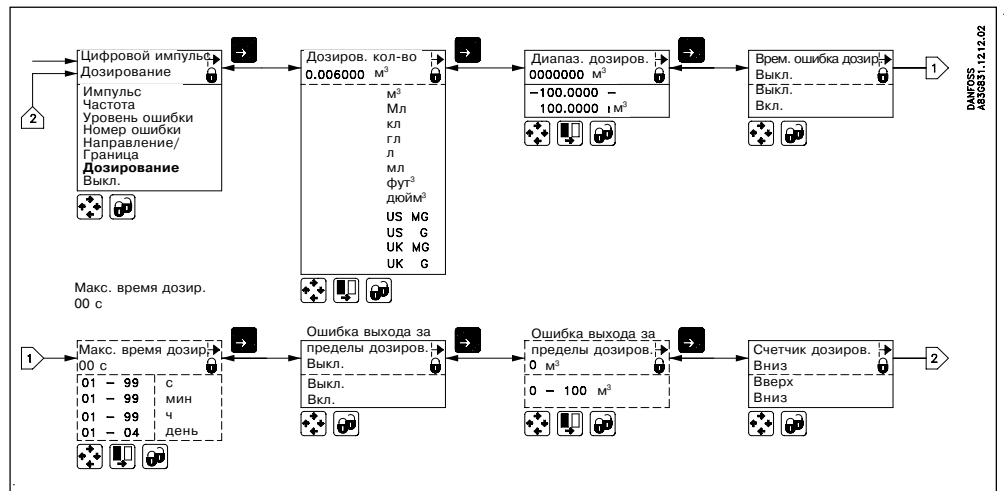 Цифровой импульс
Дозирование
Импульс
Частота
Уровень ошибки
Номер ошибки
Направление/
Граница
Дозирование
Выкл.
2
Дозиров. кол-во
0.006000 м³
м³
Мл
кл
гл
л
мл
фут³
дюйм³
US MG
US G
UK MG
UK G
Диапаз. дозиров.
0000000 м³
-100.0000 -
100.0000 м³
Врем. ошибка дозир.
Выкл.
Выкл.
Вкл.
1
DANFOSS
A83G831.12.12.02
Макс. время дозир.
00 с
1
Макс. время дозир.
00 с
01 - 99 с
01 - 99 мин
01 - 99 ч
01 - 04 день
Ошибка выхода за
пределы дозиров.
Выкл.
Выкл.
Вкл.
Ошибка выхода за
пределы дозиров.
0 м³
0 - 100 м³
Счетчик дозиров.
Вниз
Вверх
Вниз
2